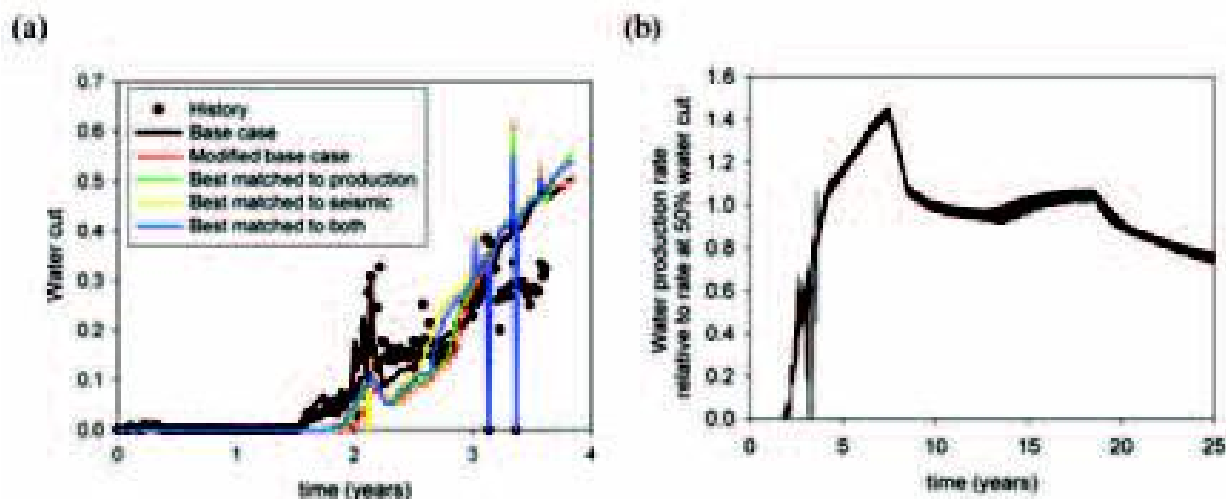 (a)
0.7
0.6
0.5
0.4
0.3
0.2
0.1
0.0
Water cut
History
Base case
Modified base case
Best matched to production
Best matched to seismic
Best matched to both
0 1 2 3 4
time (years)
(b)
1.6
1.4
1.2
1.0
0.8
0.6
0.4
0.2
0.0
Water production rate
relative to rate at 50% water cut
0 5 10 15 20 25
time (years)